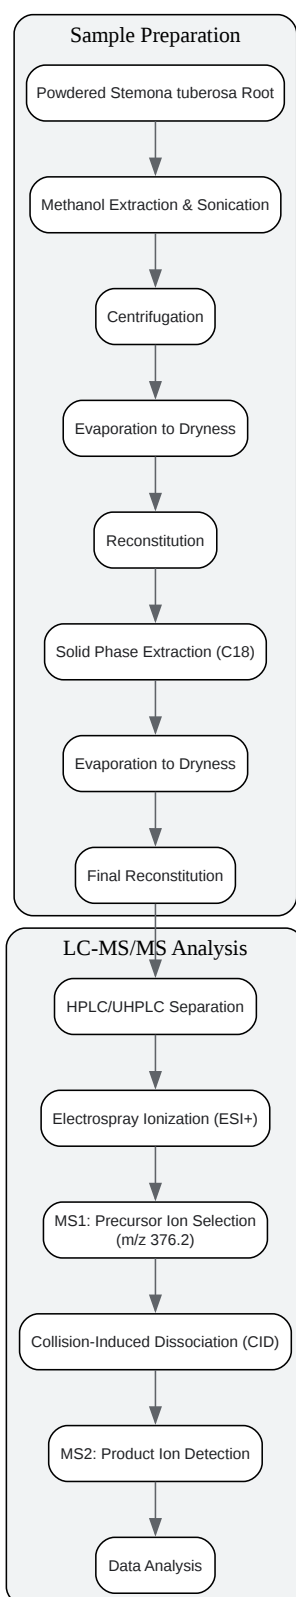 Sample Preparation
Powdered Stemona tuberosa Root
Methanol Extraction & Sonication
Centrifugation
Evaporation to Dryness
Reconstitution
Solid Phase Extraction (C18)
Evaporation to Dryness
Final Reconstitution
LC-MS/MS Analysis
HPLC/UHPLC Separation
Electrospray Ionization (ESI+)
MS1: Precursor Ion Selection
(m/z 376.2)
Collision-Induced Dissociation (CID)
MS2: Product Ion Detection
Data Analysis